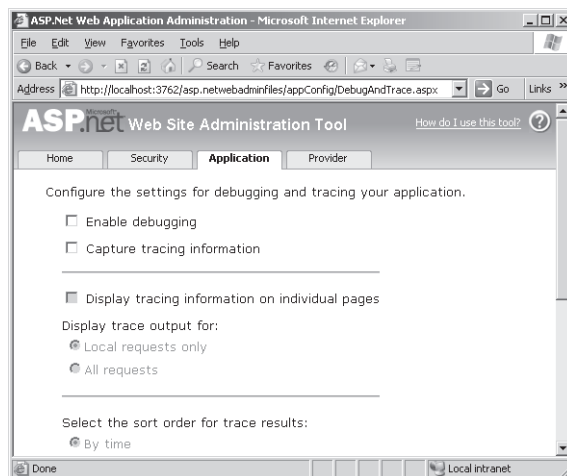 ASP.Net Web Application Administration - Microsoft Internet Explorer
File Edit View Favorites Tools Help
Back Search Favorites
Address http://localhost:3762/asp.netwebadminfiles/appConfig/DebugAndTrace.aspx Go Links »
Microsoft
ASP.net Web Site Administration Tool How do I use this tool? ?
Home Security Application Provider
Configure the settings for debugging and tracing your application.
Enable debugging
Capture tracing information
Display tracing information on individual pages
Display trace output for:
Local requests only
All requests
Select the sort order for trace results:
By time
Done Local intranet